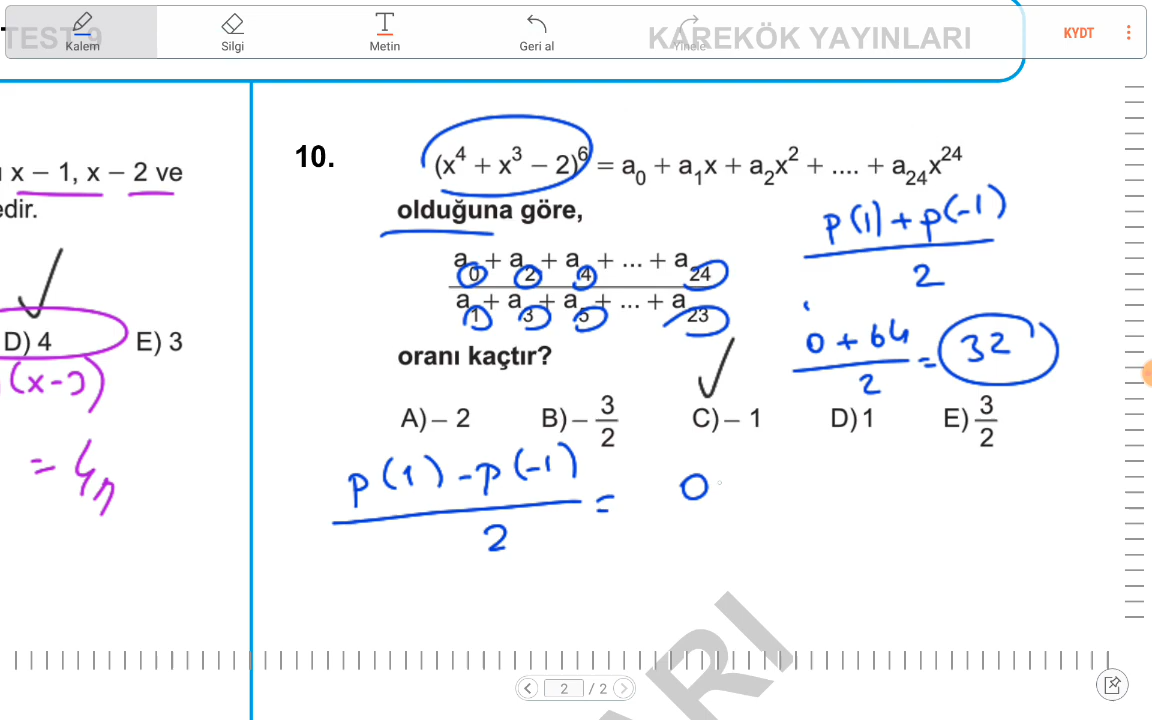 TEST 9
Kalem
Silgi
Metin
Geri al
Yinele
KAREKÖK YAYINLARI
KYDT
x – 1, x – 2 ve
edir.
D) 4 E) 3
(x-2)
= 4
10. (x⁴ + x³ – 2)⁶ = a₀ + a₁x + a₂x² + .... + a₂₄x²⁴
olduğuna göre,
a₀ + a₂ + a₄ + ... + a₂₄
a₁ + a₃ + a₅ + ... + a₂₃
oranı kaçtır?
A) – 2 B) – 3/2 C) – 1 D) 1 E) 3/2
P(1) + P(-1)
2
0 + 64
2
= 32
P(1) - P(-1)
2
= 0
ARI
2 / 2